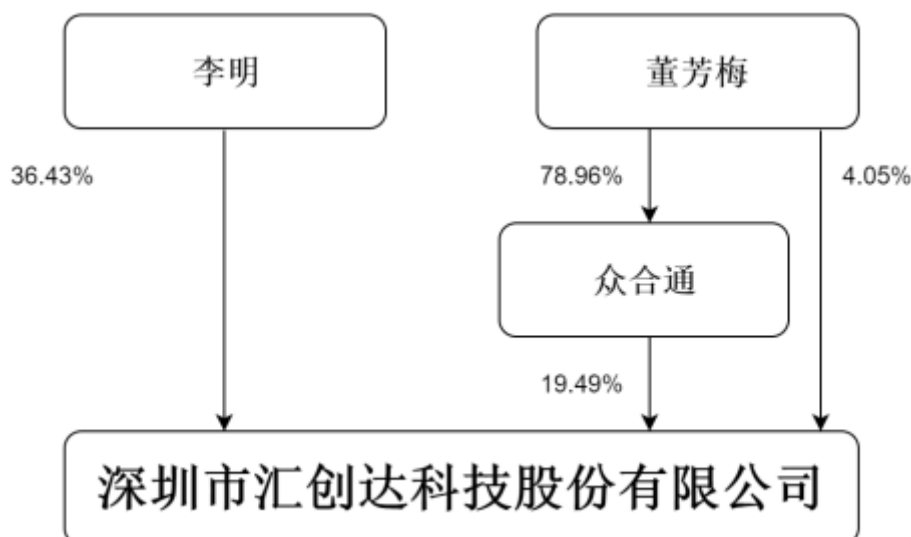 李明
董芳梅
36.43%
78.96%
4.05%
众合通
19.49%
深圳市汇创达科技股份有限公司